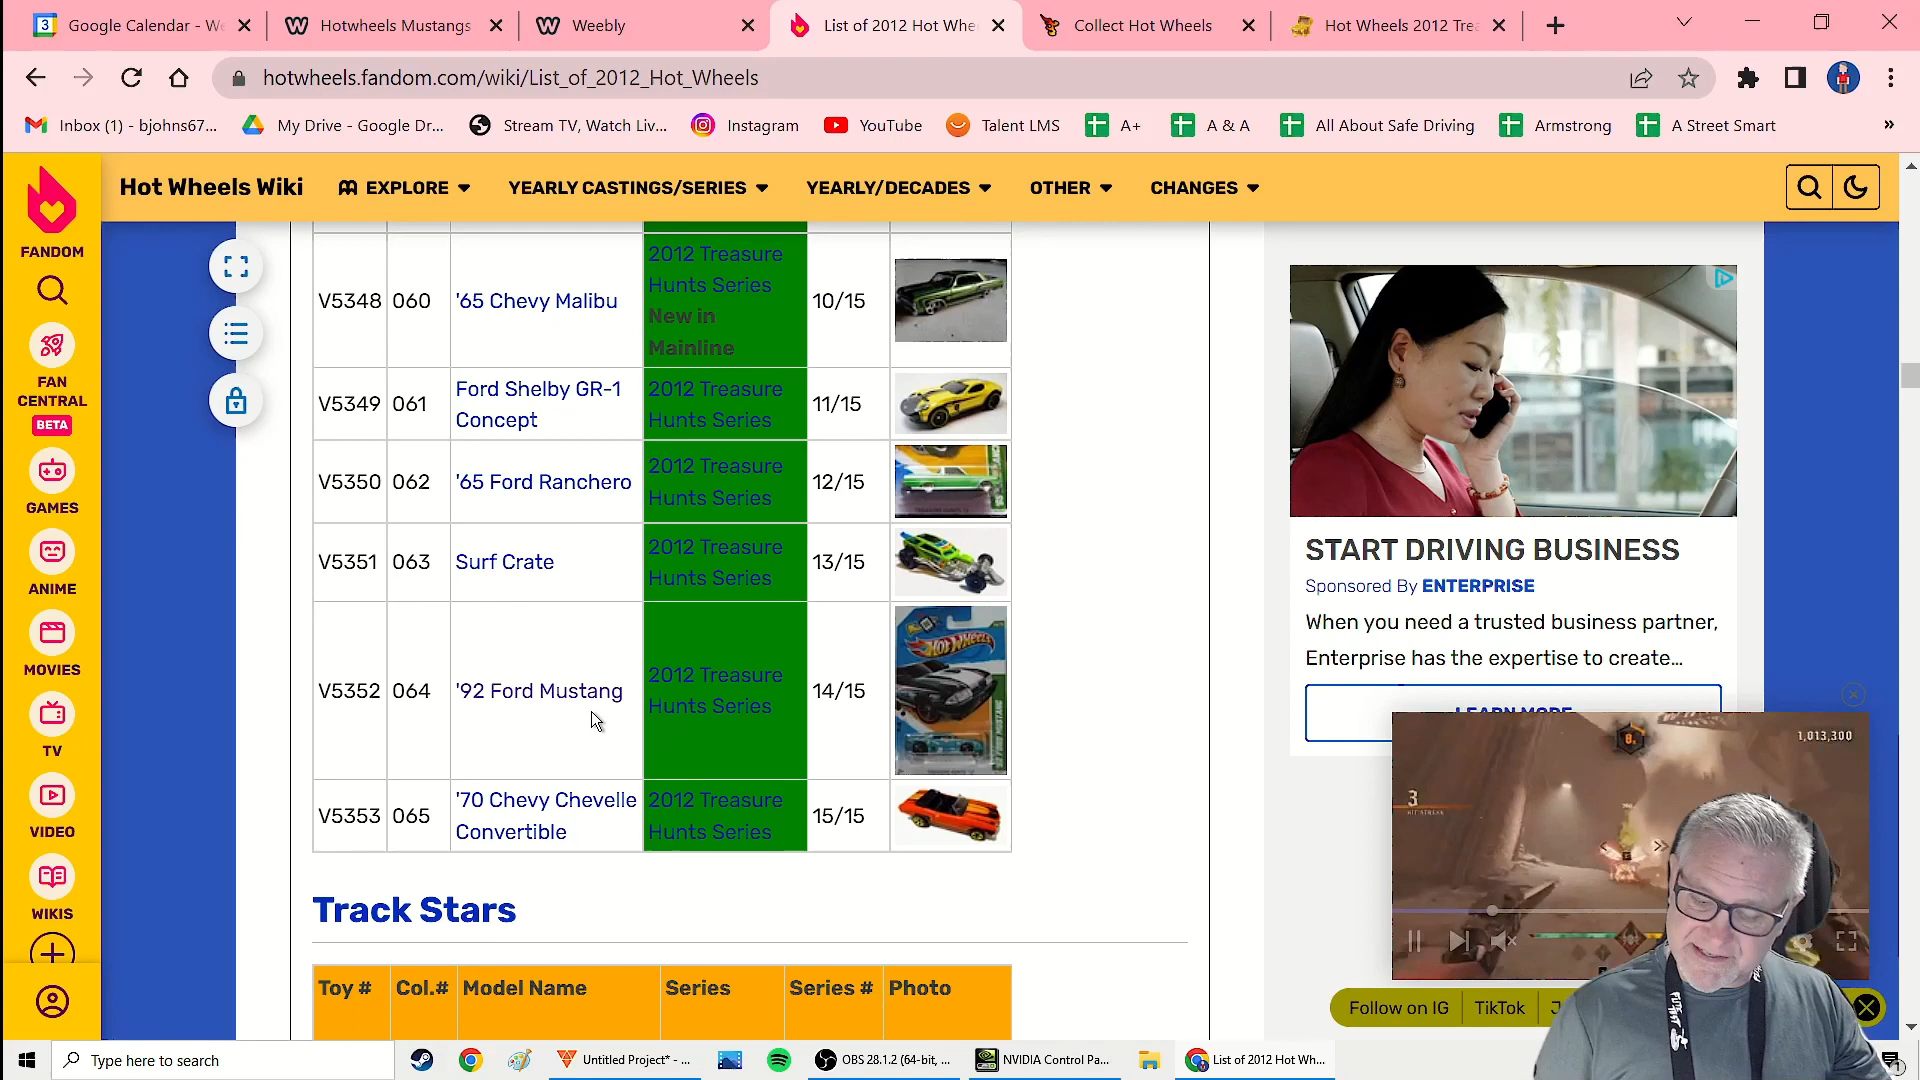 Google Calendar - We
Hotwheels Mustangs
Weebly
List of 2012 Hot Whe
Collect Hot Wheels
Hot Wheels 2012 Trea
hotwheels.fandom.com/wiki/List_of_2012_Hot_Wheels
Inbox (1) - bjohns67...
My Drive - Google Dr...
Stream TV, Watch Liv...
Instagram
YouTube
Talent LMS
A+
A & A
All About Safe Driving
Armstrong
A Street Smart
»
Hot Wheels Wiki
EXPLORE
YEARLY CASTINGS/SERIES
YEARLY/DECADES
OTHER
CHANGES
FANDOM
FAN CENTRAL
BETA
GAMES
ANIME
MOVIES
TV
VIDEO
WIKIS
V5348 060 '65 Chevy Malibu 2012 Treasure Hunts Series New in Mainline 10/15
V5349 061 Ford Shelby GR-1 Concept 2012 Treasure Hunts Series 11/15
V5350 062 '65 Ford Ranchero 2012 Treasure Hunts Series 12/15
V5351 063 Surf Crate 2012 Treasure Hunts Series 13/15
V5352 064 '92 Ford Mustang 2012 Treasure Hunts Series 14/15
V5353 065 '70 Chevy Chevelle Convertible 2012 Treasure Hunts Series 15/15
Track Stars
Toy # Col.# Model Name Series Series # Photo
START DRIVING BUSINESS
Sponsored By ENTERPRISE
When you need a trusted business partner,
Enterprise has the expertise to create...
LEARN MORE
1,013,300
3
HIT STREAK
Follow on IG
TikTok
Type here to search
Untitled Project* - ...
OBS 28.1.2 (64-bit, ...
NVIDIA Control Pa...
List of 2012 Hot Wh...